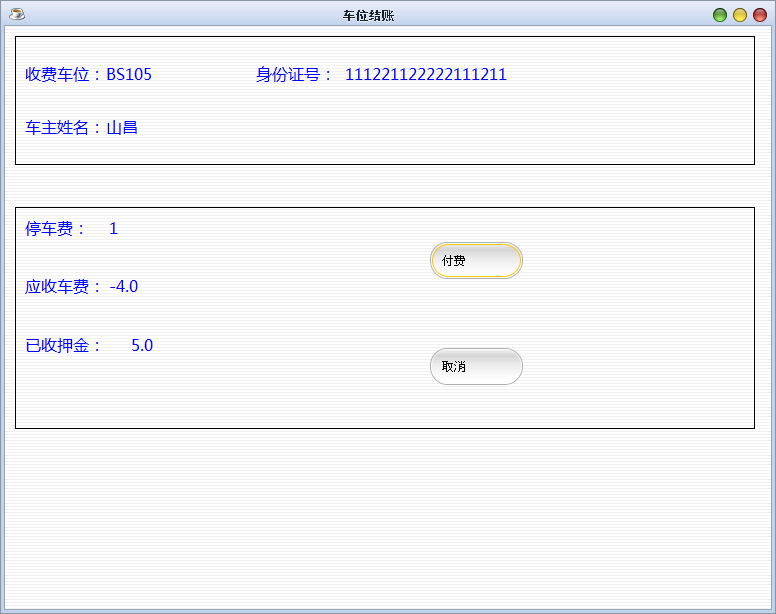 车位结账
收费车位：BS105 身份证号： 111221122222111211
车主姓名：山昌
停车费： 1
付费
应收车费： -4.0
已收押金： 5.0
取消